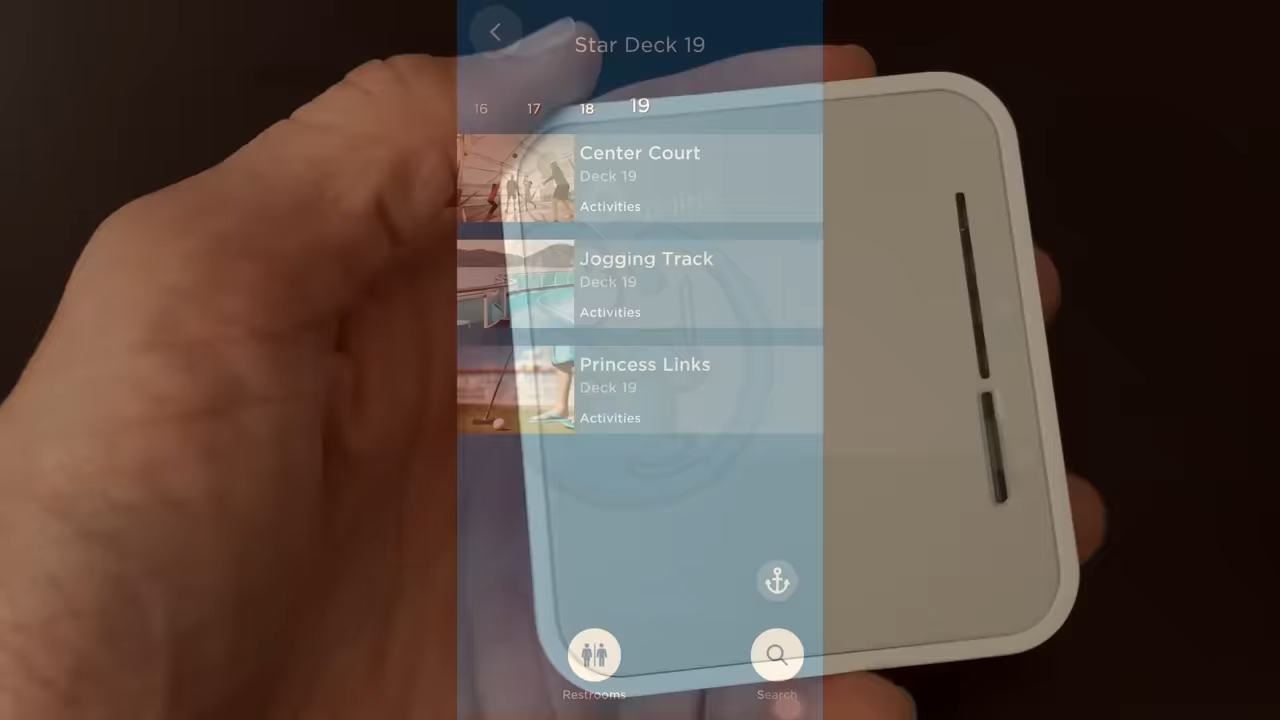 Star Deck 19
16 17 18 19
Center Court
Deck 19
Activities
Jogging Track
Deck 19
Activities
Princess Links
Deck 19
Activities
Restrooms
Search